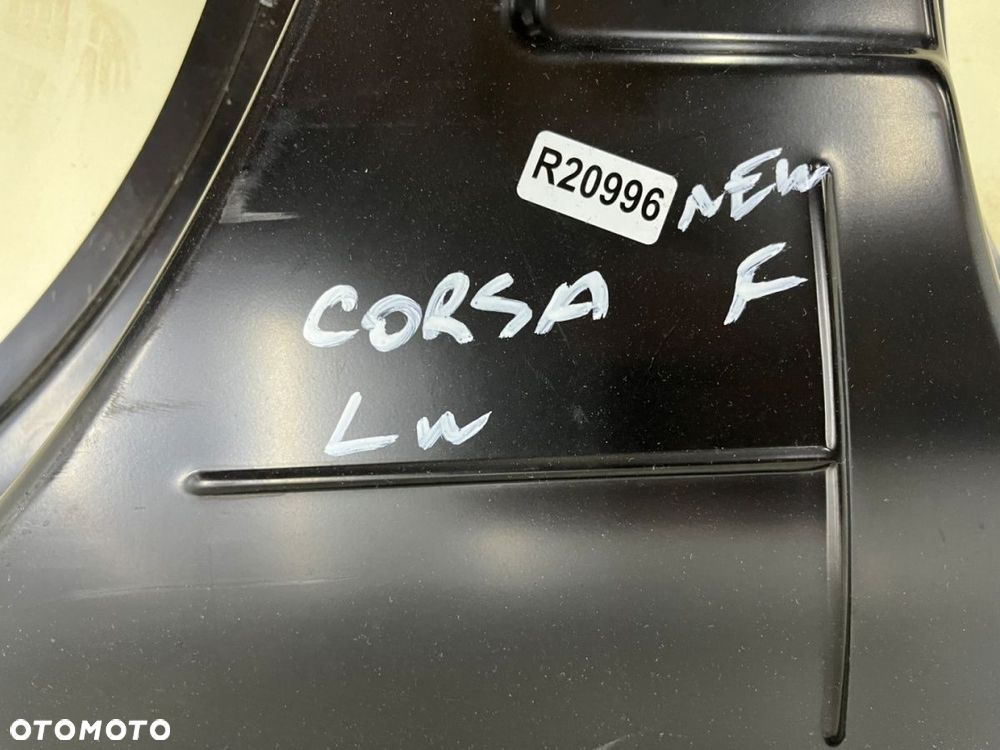 R20996 NEW
CORSA F
LW
OTOMOTO